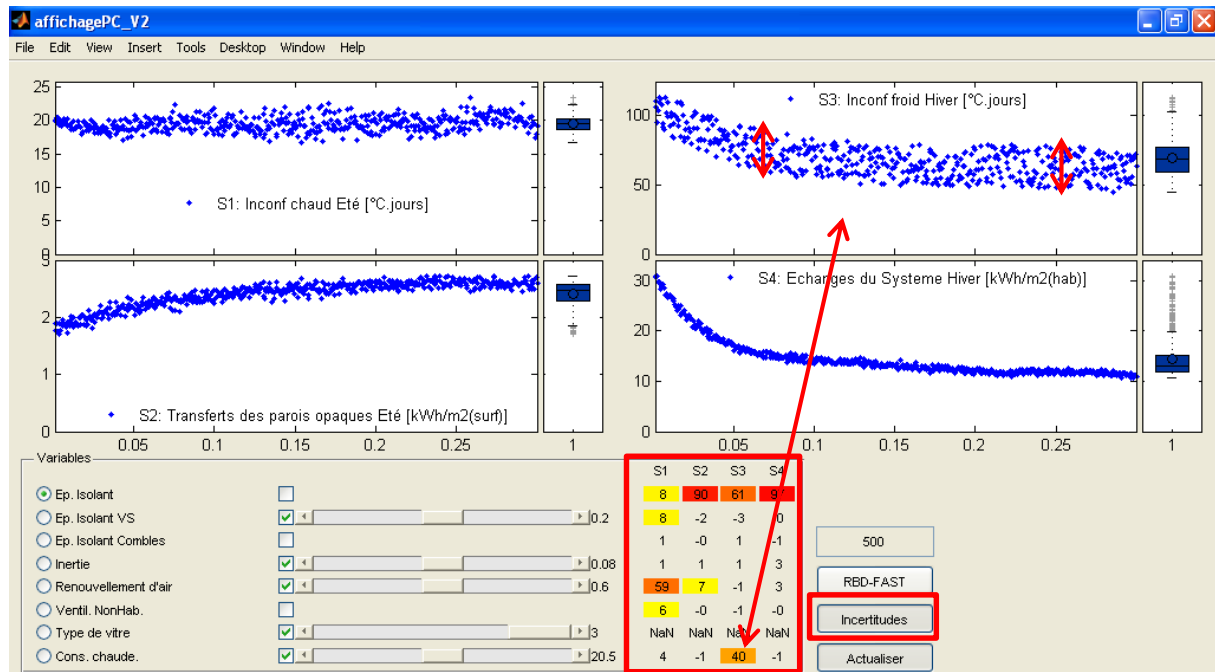 affichagePC_V2
File Edit View Insert Tools Desktop Window Help
25
20
15
10
5
0
S1: Inconf chaud Eté [°C.jours]
100
50
0
S3: Inconf froid Hiver [°C.jours]
3
2
1
0
S2: Transferts des parois opaques Eté [kWh/m2(surf)]
0.05 0.1 0.15 0.2 0.25 1
30
20
10
0
S4: Echanges du Systeme Hiver [kWh/m2(hab)]
0.05 0.1 0.15 0.2 0.25 1
Variables
S1 S2 S3 S4
Ep. Isolant 8 90 61
Ep. Isolant VS 0.2 8 -2 -3
Ep. Isolant Combles 1 -0 1 -1
Inertie 0.08 1 1 1 3
Renouvellement d'air 0.6 59 7 -1 3
Ventil. NonHab. 6 -0 -1 -0
Type de vitre 3 NaN NaN NaN NaN
Cons. chaude. 20.5 4 -1 40 -1
500
RBD-FAST
Incertitudes
Actualiser